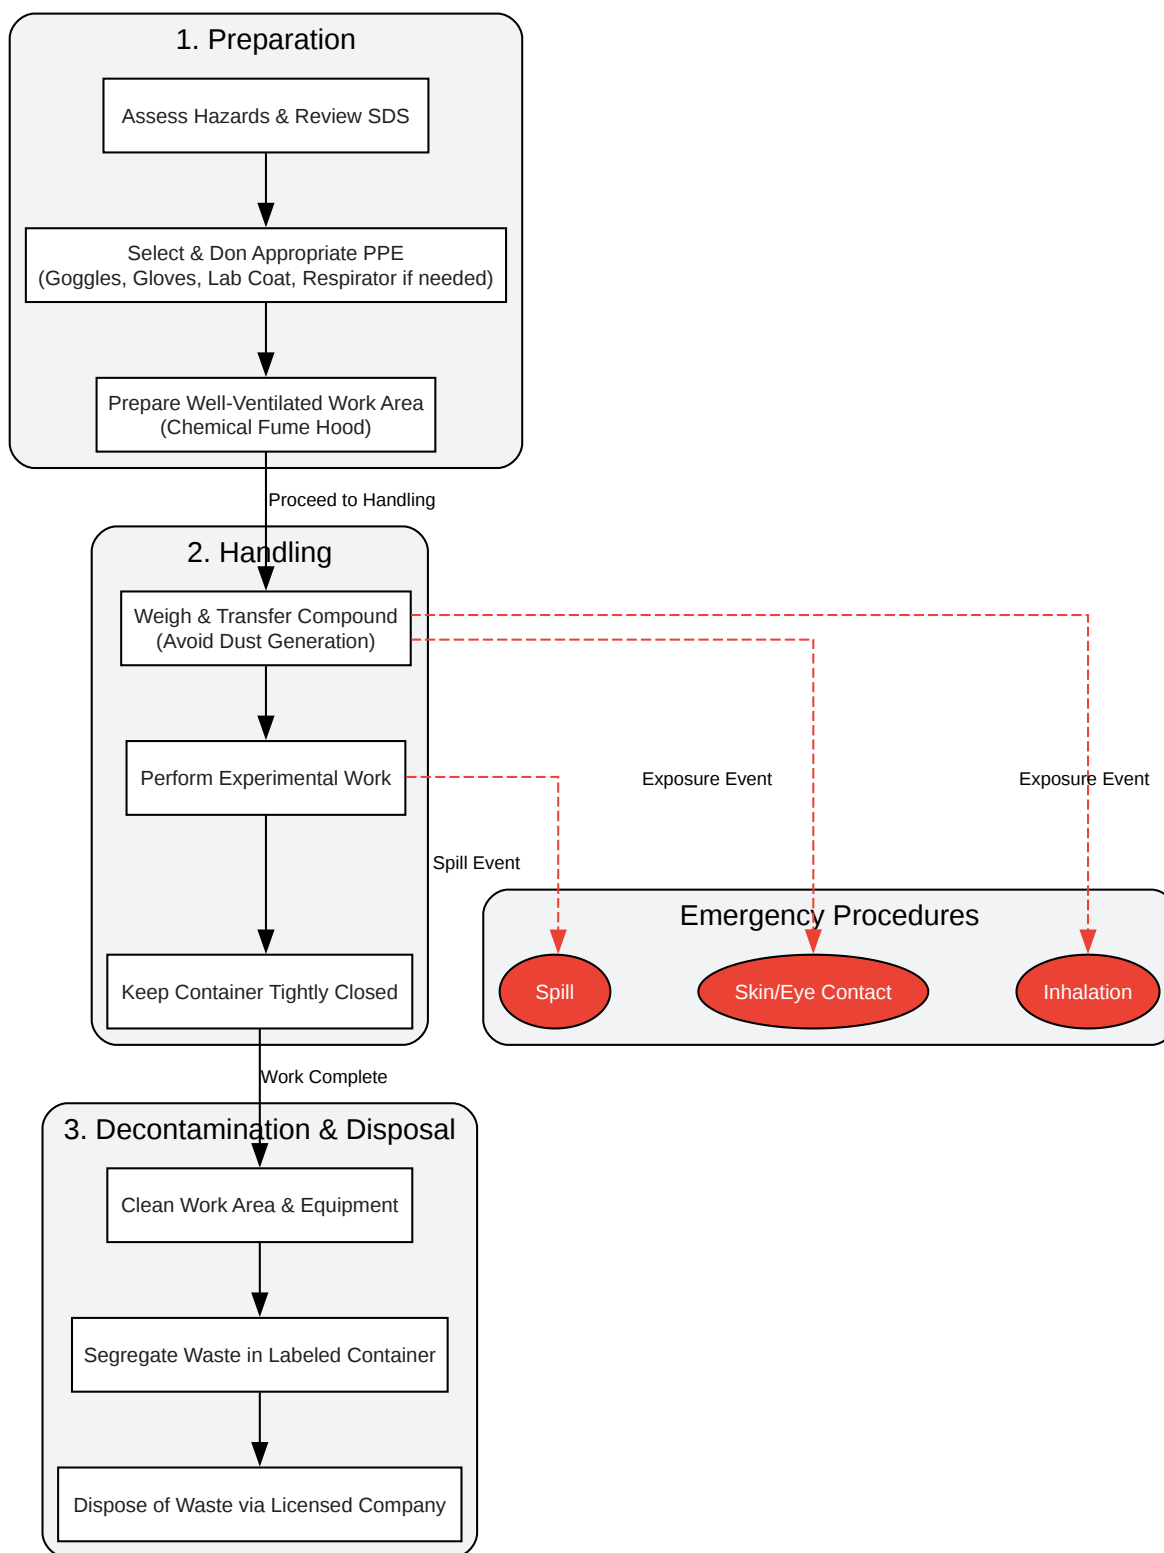 1. Preparation
Assess Hazards & Review SDS
Select & Don Appropriate PPE
(Goggles, Gloves, Lab Coat, Respirator if needed)
Prepare Well-Ventilated Work Area
(Chemical Fume Hood)
Proceed to Handling
2. Handling
Weigh & Transfer Compound
(Avoid Dust Generation)
Perform Experimental Work
Exposure Event
Exposure Event
Spill Event
Emergency Procedures
Keep Container Tightly Closed
Spill
Skin/Eye Contact
Inhalation
Work Complete
3. Decontamination & Disposal
Clean Work Area & Equipment
Segregate Waste in Labeled Container
Dispose of Waste via Licensed Company